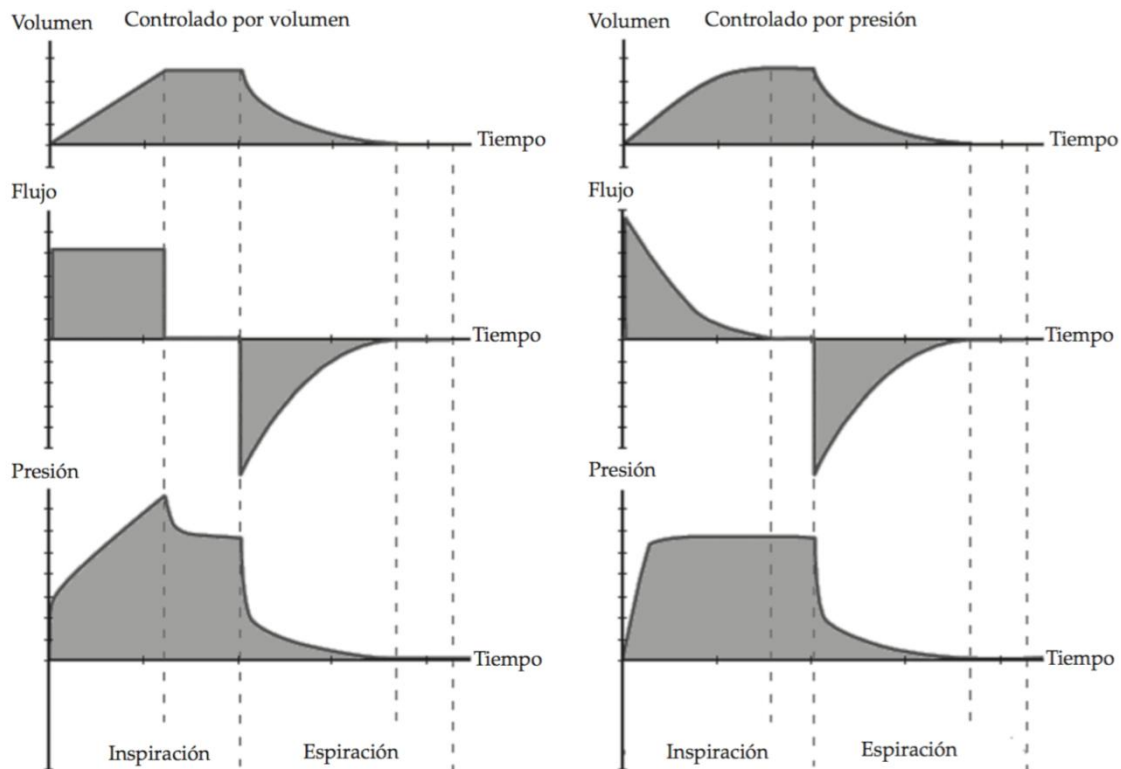 Volumen
Controlado por volumen
Tiempo
Flujo
Tiempo
Presión
Tiempo
Inspiración
Espiración
Volumen
Controlado por presión
Tiempo
Flujo
Tiempo
Presión
Tiempo
Inspiración
Espiración